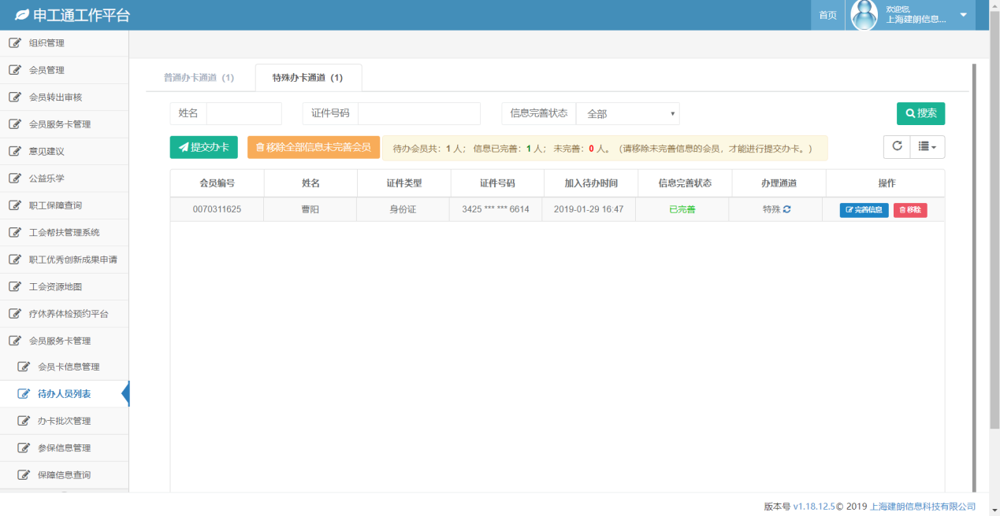 申工通工作平台
首页
欢迎您,
上海建朗信息...
组织管理
会员管理
会员转出审核
会员服务卡管理
意见建议
公益乐学
职工保障查询
工会帮扶管理系统
职工优秀创新成果申请
工会资源地图
疗休养体检预约平台
会员服务卡管理
会员卡信息管理
待办人员列表
办卡批次管理
参保信息管理
保障信息查询
普通办卡通道（1） 特殊办卡通道（1）
姓名 证件号码 信息完善状态 全部 搜索
提交办卡 移除全部信息未完善会员 待办会员共：1 人； 信息已完善：1 人； 未完善：0 人。（请移除未完善信息的会员，才能进行提交办卡。）
会员编号 姓名 证件类型 证件号码 加入待办时间 信息完善状态 办理通道 操作
0070311625 曹阳 身份证 3425 *** *** 6614 2019-01-29 16:47 已完善 特殊 完善信息 移除
版本号 v1.18.12.5© 2019 上海建朗信息科技有限公司